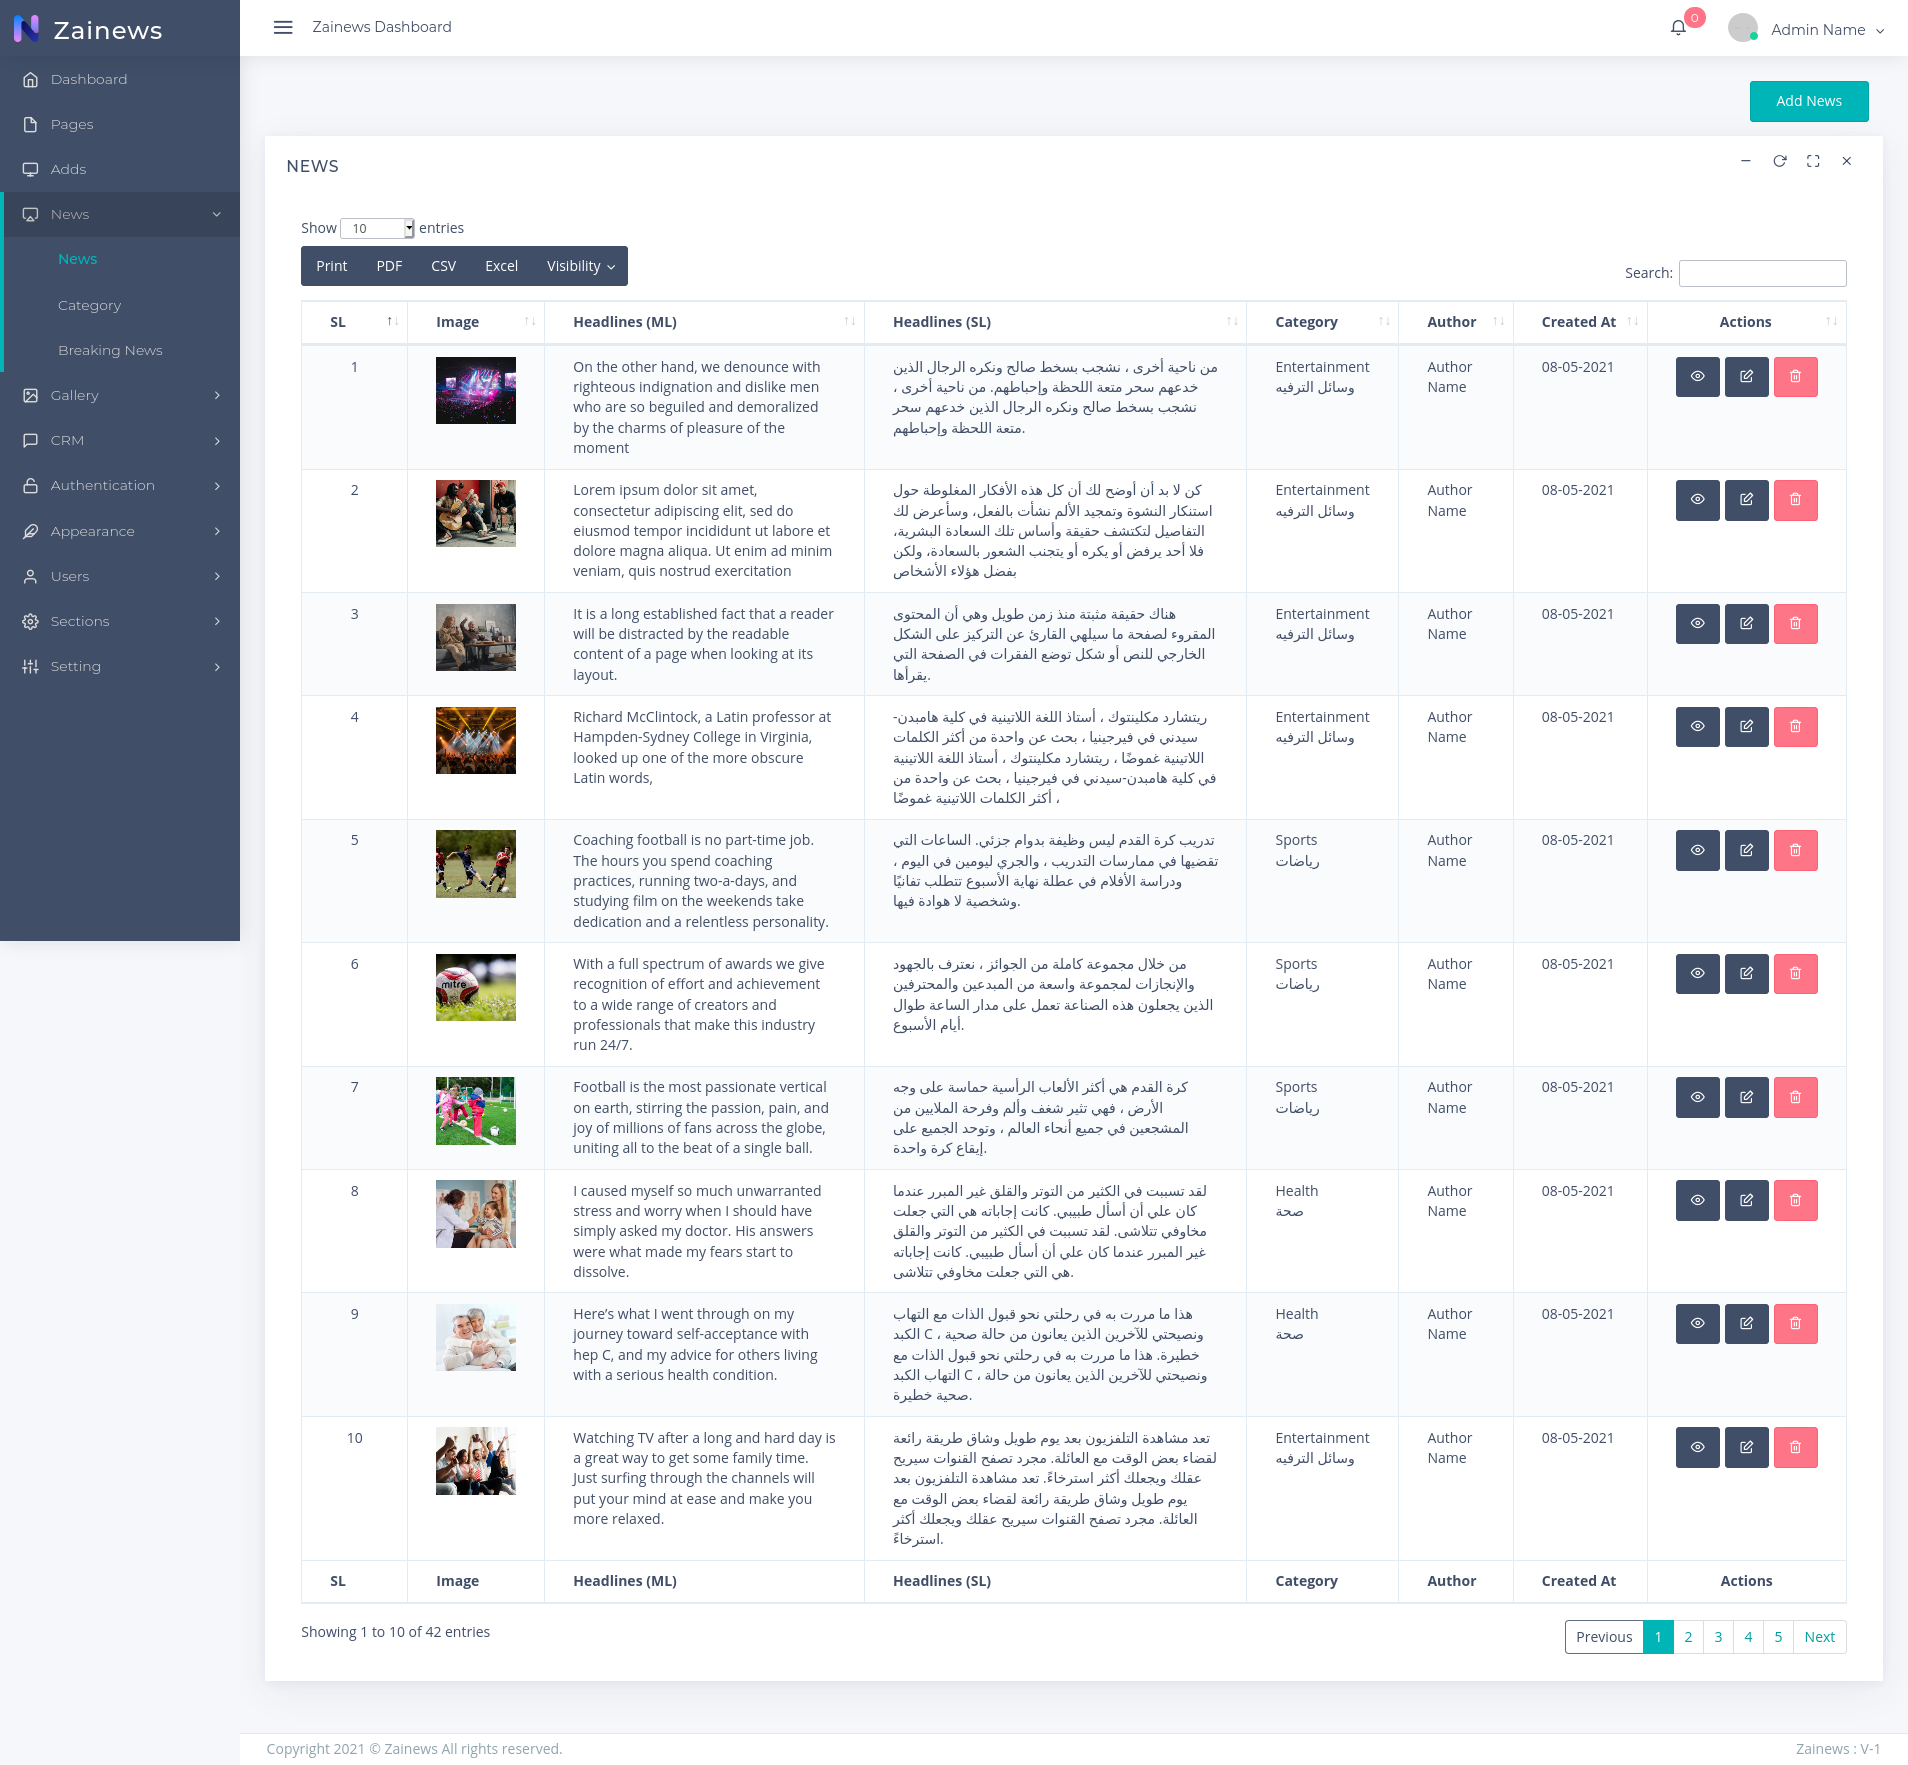 Zainews
Zainews Dashboard
0
Admin Name
Dashboard
Pages
Adds
News
News
Category
Breaking News
Gallery
CRM
Authentication
Appearance
Users
Sections
Setting
Add News
NEWS
Show 10 entries
Print PDF CSV Excel Visibility
Search:
SL Image Headlines (ML) Headlines (SL) Category Author Created At Actions
1
On the other hand, we denounce with
righteous indignation and dislike men
who are so beguiled and demoralized
by the charms of pleasure of the
moment
من ناحية أخرى ، نشجب بسخط صالح ونكره الرجال الذين
خدعهم سحر متعة اللحظة وإحباطهم. من ناحية أخرى ،
نشجب بسخط صالح ونكره الرجال الذين خدعهم سحر
متعة اللحظة وإحباطهم.
Entertainment
وسائل الترفيه
Author
Name
08-05-2021
2
Lorem ipsum dolor sit amet,
consectetur adipiscing elit, sed do
eiusmod tempor incididunt ut labore et
dolore magna aliqua. Ut enim ad minim
veniam, quis nostrud exercitation
كن لا بد أن أوضح لك أن كل هذه الأفكار المغلوطة حول
استنكار النشوة وتمجيد الألم نشأت بالفعل، وسأعرض لك
التفاصيل لتكتشف حقيقة وأساس تلك السعادة البشرية،
فلا أحد يرفض أو يكره أو يتجنب الشعور بالسعادة، ولكن
بفضل هؤلاء الأشخاص
Entertainment
وسائل الترفيه
Author
Name
08-05-2021
3
It is a long established fact that a reader
will be distracted by the readable
content of a page when looking at its
layout.
هناك حقيقة مثبتة منذ زمن طويل وهي أن المحتوى
المقروء لصفحة ما سيلهي القارئ عن التركيز على الشكل
الخارجي للنص أو شكل توضع الفقرات في الصفحة التي
يقرأها.
Entertainment
وسائل الترفيه
Author
Name
08-05-2021
4
Richard McClintock, a Latin professor at
Hampden-Sydney College in Virginia,
looked up one of the more obscure
Latin words,
ريتشارد مكلينتوك ، أستاذ اللغة اللاتينية في كلية هامبدن-
سيدني في فيرجينيا ، بحث عن واحدة من أكثر الكلمات
اللاتينية غموضًا ، ريتشارد مكلينتوك ، أستاذ اللغة اللاتينية
في كلية هامبدن-سيدني في فيرجينيا ، بحث عن واحدة من
أكثر الكلمات اللاتينية غموضًا ،
Entertainment
وسائل الترفيه
Author
Name
08-05-2021
5
Coaching football is no part-time job.
The hours you spend coaching
practices, running two-a-days, and
studying film on the weekends take
dedication and a relentless personality.
تدريب كرة القدم ليس وظيفة بدوام جزئي. الساعات التي
تقضيها في ممارسات التدريب ، والجري ليومين في اليوم ،
ودراسة الأفلام في عطلة نهاية الأسبوع تتطلب تفانيًا
وشخصية لا هوادة فيها.
Sports
رياضات
Author
Name
08-05-2021
6
mitre
With a full spectrum of awards we give
recognition of effort and achievement
to a wide range of creators and
professionals that make this industry
run 24/7.
من خلال مجموعة كاملة من الجوائز ، نعترف بالجهود
والإنجازات لمجموعة واسعة من المبدعين والمحترفين
الذين يجعلون هذه الصناعة تعمل على مدار الساعة طوال
أيام الأسبوع.
Sports
رياضات
Author
Name
08-05-2021
7
Football is the most passionate vertical
on earth, stirring the passion, pain, and
joy of millions of fans across the globe,
uniting all to the beat of a single ball.
كرة القدم هي أكثر الألعاب الرأسية حماسة على وجه
الأرض ، فهي تثير شغف وألم وفرحة الملايين من
المشجعين في جميع أنحاء العالم ، وتوحد الجميع على
إيقاع كرة واحدة.
Sports
رياضات
Author
Name
08-05-2021
8
I caused myself so much unwarranted
stress and worry when I should have
simply asked my doctor. His answers
were what made my fears start to
dissolve.
لقد تسببت في الكثير من التوتر والقلق غير المبرر عندما
كان علي أن أسأل طبيبي. كانت إجاباته هي التي جعلت
مخاوفي تتلاشى. لقد تسببت في الكثير من التوتر والقلق
غير المبرر عندما كان علي أن أسأل طبيبي. كانت إجاباته
هي التي جعلت مخاوفي تتلاشى.
Health
صحة
Author
Name
08-05-2021
9
Here’s what I went through on my
journey toward self-acceptance with
hep C, and my advice for others living
with a serious health condition.
هذا ما مررت به في رحلتي نحو قبول الذات مع التهاب
الكبد C ، ونصيحتي للآخرين الذين يعانون من حالة صحية
خطيرة. هذا ما مررت به في رحلتي نحو قبول الذات مع
التهاب الكبد C ، ونصيحتي للآخرين الذين يعانون من حالة
صحية خطيرة.
Health
صحة
Author
Name
08-05-2021
10
Watching TV after a long and hard day is
a great way to get some family time.
Just surfing through the channels will
put your mind at ease and make you
more relaxed.
تعد مشاهدة التلفزيون بعد يوم طويل وشاق طريقة رائعة
لقضاء بعض الوقت مع العائلة. مجرد تصفح القنوات سيريح
عقلك ويجعلك أكثر استرخاءً. تعد مشاهدة التلفزيون بعد
يوم طويل وشاق طريقة رائعة لقضاء بعض الوقت مع
العائلة. مجرد تصفح القنوات سيريح عقلك ويجعلك أكثر
استرخاءً.
Entertainment
وسائل الترفيه
Author
Name
08-05-2021
SL Image Headlines (ML) Headlines (SL) Category Author Created At Actions
Showing 1 to 10 of 42 entries
Previous 1 2 3 4 5 Next
Copyright 2021 © Zainews All rights reserved.
Zainews : V-1